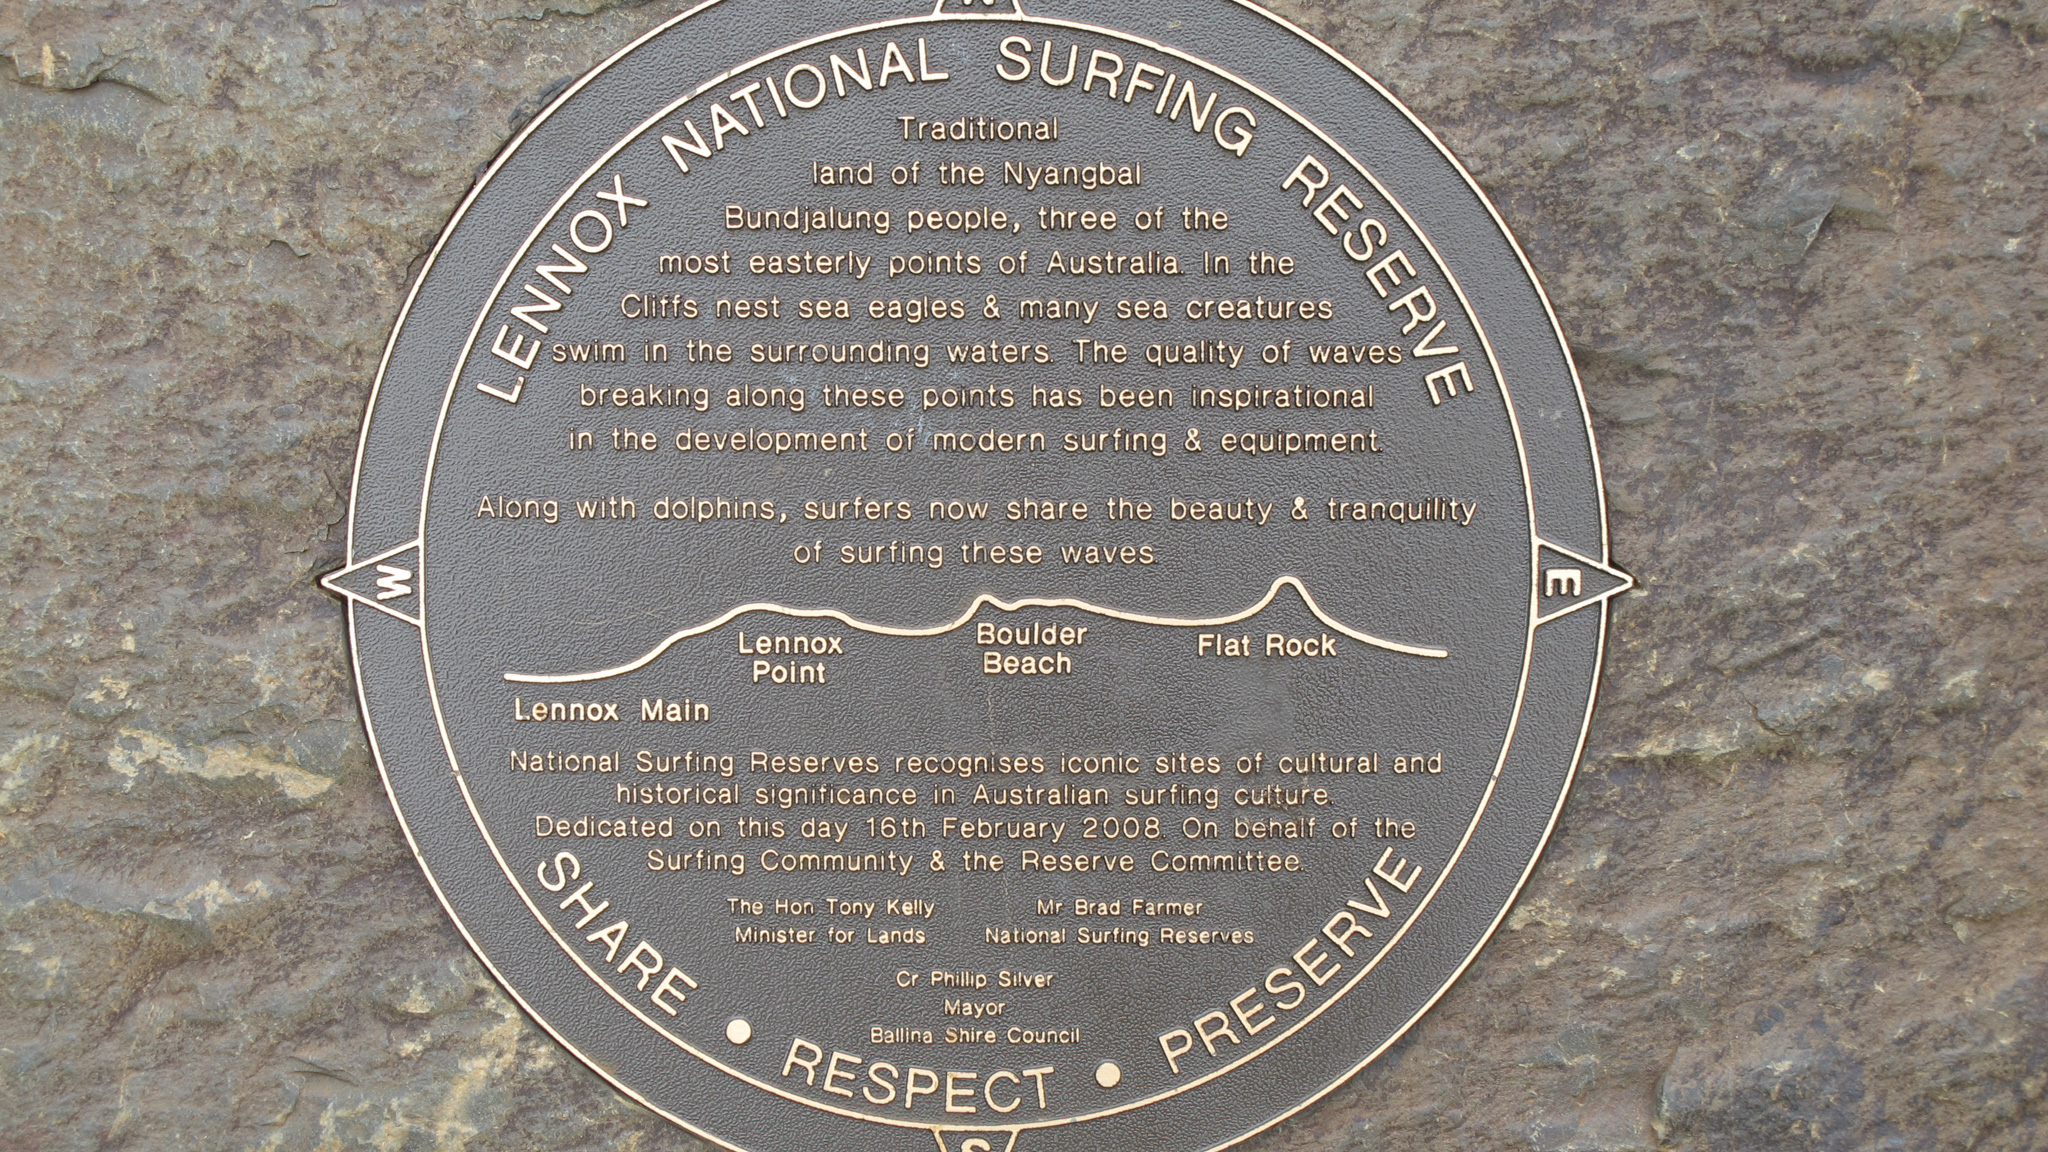 N
LENNOX NATIONAL SURFING RESERVE
Traditional
land of the Nyangbal
Bundjalung people, three of the
most easterly points of Australia. In the
Cliffs nest sea eagles & many sea creatures
swim in the surrounding waters. The quality of waves
breaking along these points has been inspirational
in the development of modern surfing & equipment.
Along with dolphins, surfers now share the beauty & tranquility
of surfing these waves.
W
E
Lennox
Point
Boulder
Beach
Flat Rock
Lennox Main
National Surfing Reserves recognises iconic sites of cultural and
historical significance in Australian surfing culture.
Dedicated on this day 16th February 2008. On behalf of the
Surfing Community & the Reserve Committee.
The Hon Tony Kelly
Minister for Lands
Mr Brad Farmer
National Surfing Reserves
Cr Phillip Silver
Mayor
Ballina Shire Council
SHARE • RESPECT • PRESERVE
S